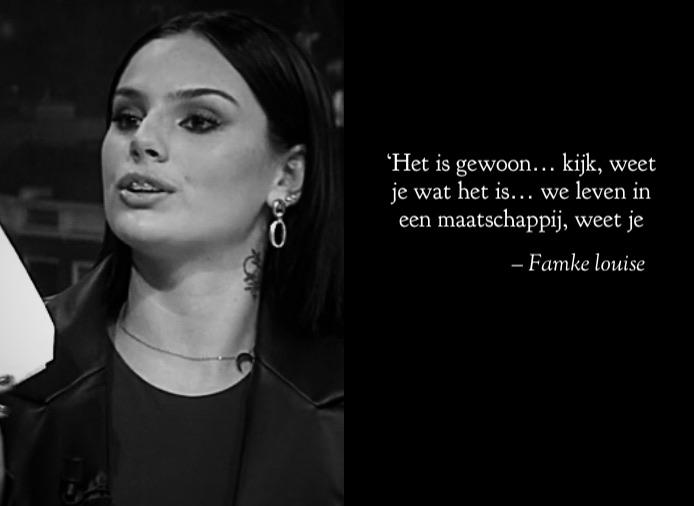 ‘Het is gewoon… kijk, weet
je wat het is… we leven in
een maatschappij, weet je
– Famke louise